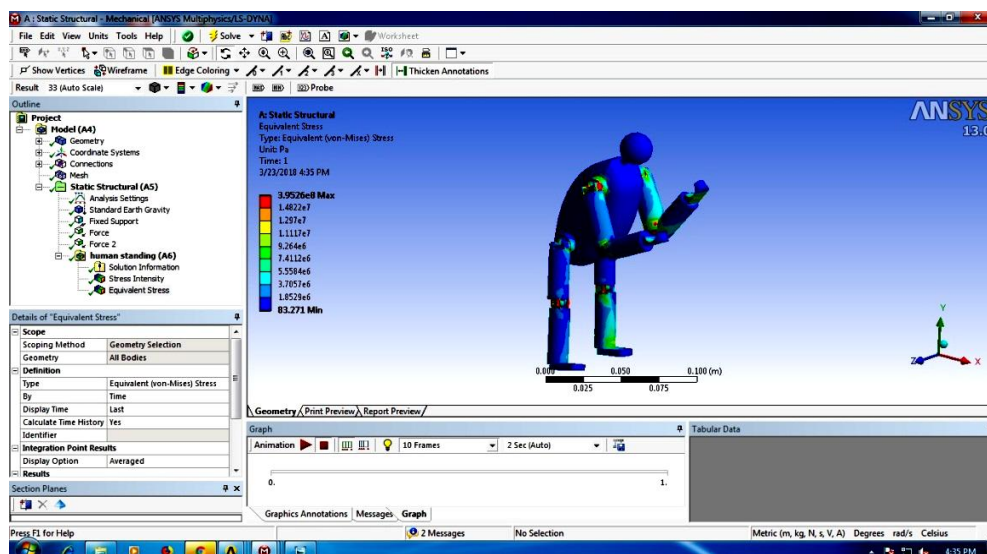 A : Static Structural - Mechanical [ANSYS Multiphysics/LS-DYNA]
File Edit View Units Tools Help Solve Worksheet
Show Vertices Wireframe Edge Coloring Thicken Annotations
Result 33 (Auto Scale) Probe
Outline
Project
Model (A4)
Geometry
Coordinate Systems
Connections
Mesh
Static Structural (A5)
Analysis Settings
Standard Earth Gravity
Fixed Support
Force
Force 2
human standing (A6)
Solution Information
Stress Intensity
Equivalent Stress
Details of "Equivalent Stress"
Scope
Scoping Method Geometry Selection
Geometry All Bodies
Definition
Type Equivalent (von-Mises) Stress
By Time
Display Time Last
Calculate Time History Yes
Identifier
Integration Point Results
Display Option Averaged
Results
Section Planes
A: Static Structural
Equivalent Stress
Type: Equivalent (von-Mises) Stress
Unit: Pa
Time: 1
3/23/2018 4:35 PM
3.9526e8 Max
1.4822e7
1.297e7
1.1117e7
9.264e6
7.4112e6
5.5584e6
3.7057e6
1.8529e6
83.271 Min
ANSYS
13.0
Y
Z
X
0.000 0.050 0.100 (m)
0.025 0.075
Geometry Print Preview Report Preview
Graph
Animation 10 Frames 2 Sec (Auto)
0. 1.
Graphics Annotations Messages Graph
Tabular Data
Press F1 for Help 2 Messages No Selection Metric (m, kg, N, s, V, A) Degrees rad/s Celsius
4:35 PM